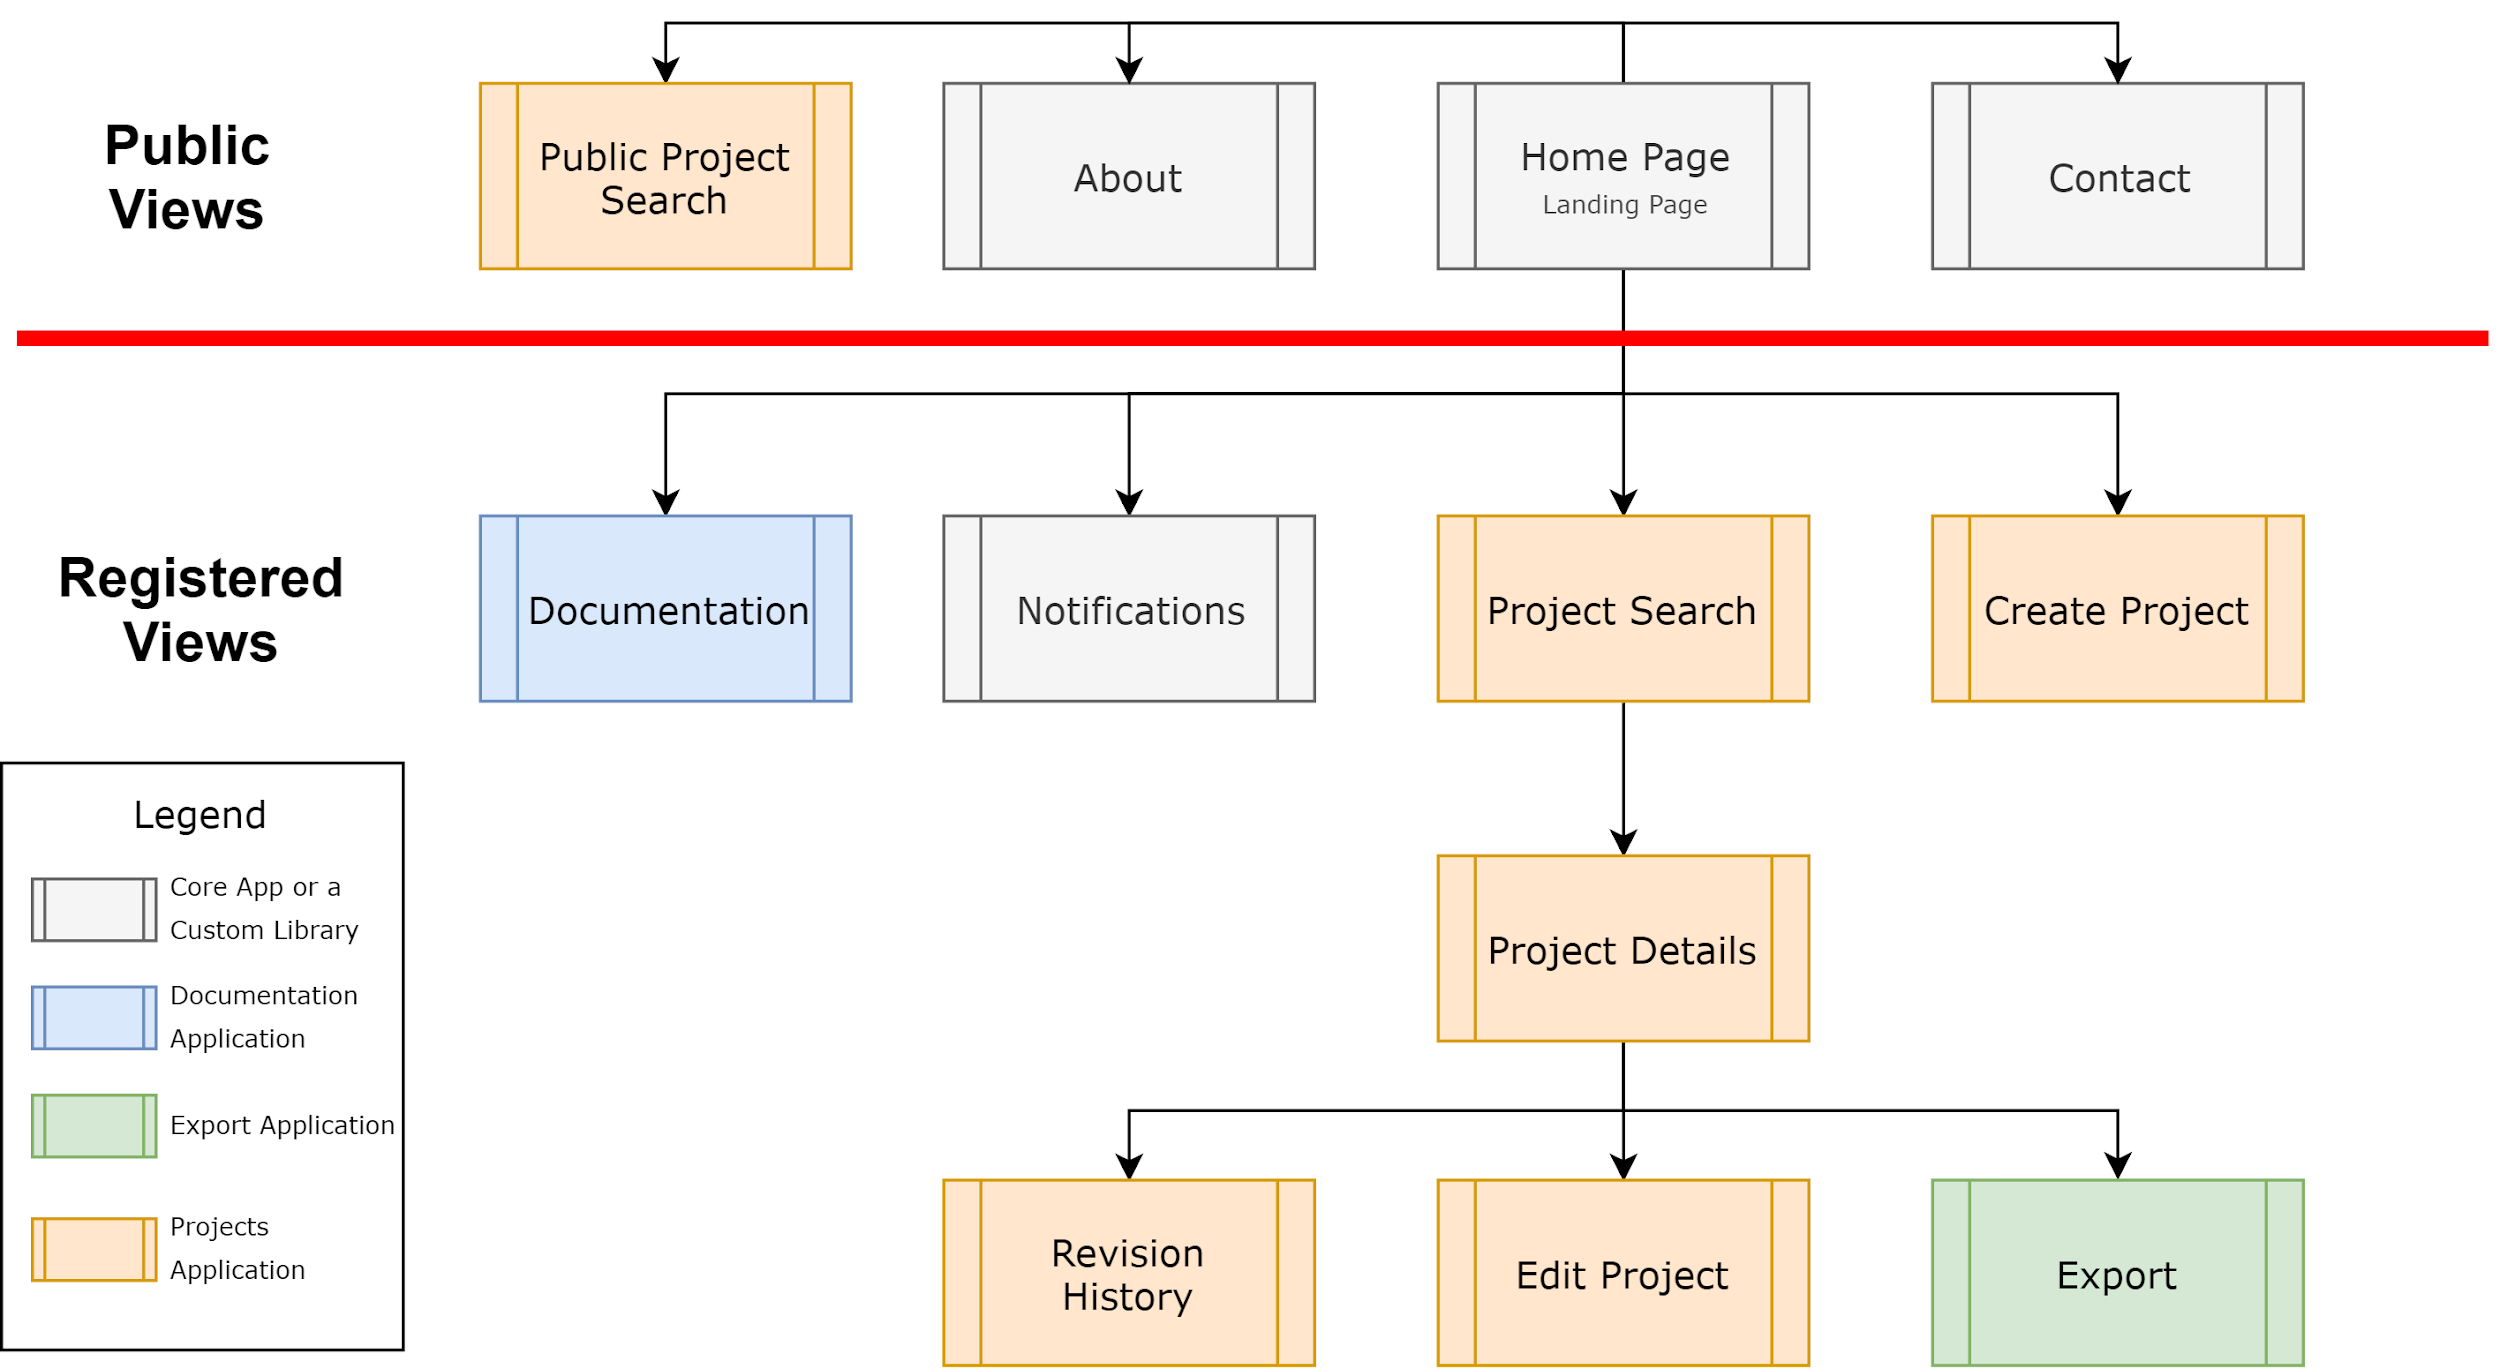 Public
Views
Public Project
Search
About
Home Page
Landing Page
Contact
Registered
Views
Documentation
Notifications
Project Search
Create Project
Project Details
Revision
History
Edit Project
Export
Legend
Core App or a
Custom Library
Documentation
Application
Export Application
Projects
Application